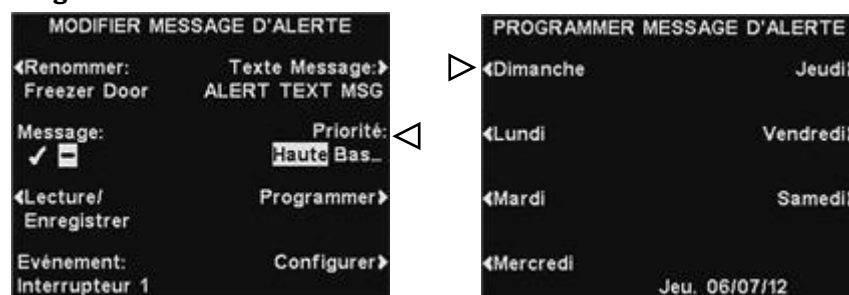 MODIFIER MESSAGE D'ALERTE
Renommer:
Freezer Door
Texte Message:
ALERT TEXT MSG
Message:
Priorité:
Haute Bas_
Lecture/
Enregistrer
Programmer
Evénement:
Interrupteur 1
Configurer
PROGRAMMER MESSAGE D'ALERTE
Dimanche
Jeudi
Lundi
Vendredi
Mardi
Samedi
Mercredi
Jeu. 06/07/12